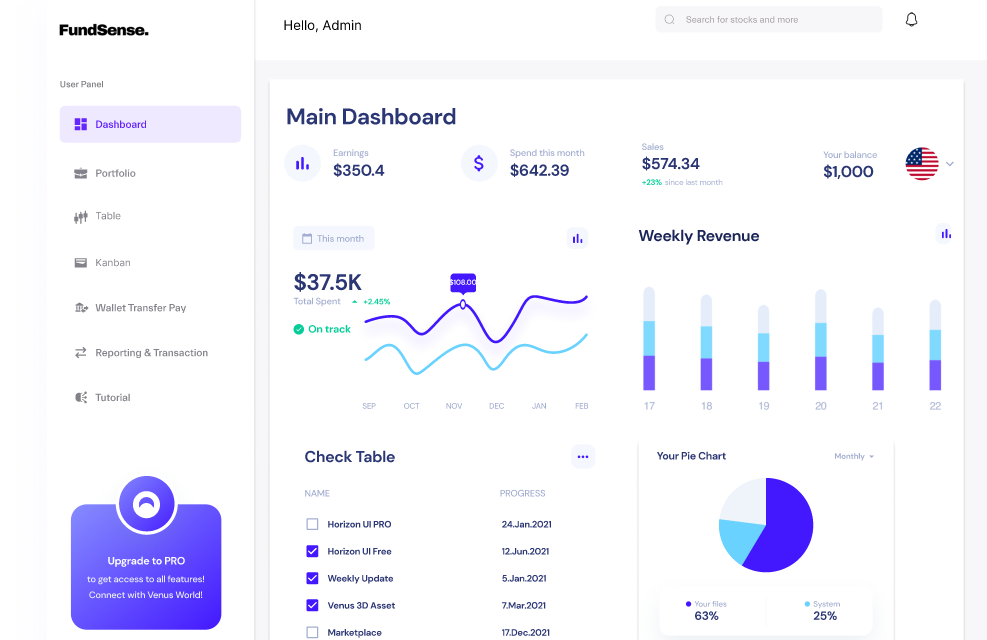 FundSense.
Hello, Admin
Search for stocks and more
User Panel
Dashboard
Portfolio
Table
Kanban
Wallet Transfer Pay
Reporting & Transaction
Tutorial
Upgrade to PRO
to get access to all features!
Connect with Venus World!
Main Dashboard
Earnings
$350.4
Spend this month
$642.39
Sales
$574.34
+23% since last month
Your balance
$1,000
This month
$37.5K
Total Spent +2.45%
On track
$108.00
SEP OCT NOV DEC JAN FEB
Weekly Revenue
17 18 19 20 21 22
Check Table
NAME PROGRESS
Horizon UI PRO 24.Jan.2021
Horizon UI Free 12.Jun.2021
Weekly Update 5.Jan.2021
Venus 3D Asset 7.Mar.2021
Marketplace 17.Dec.2021
Your Pie Chart
Monthly
Your files
63%
System
25%